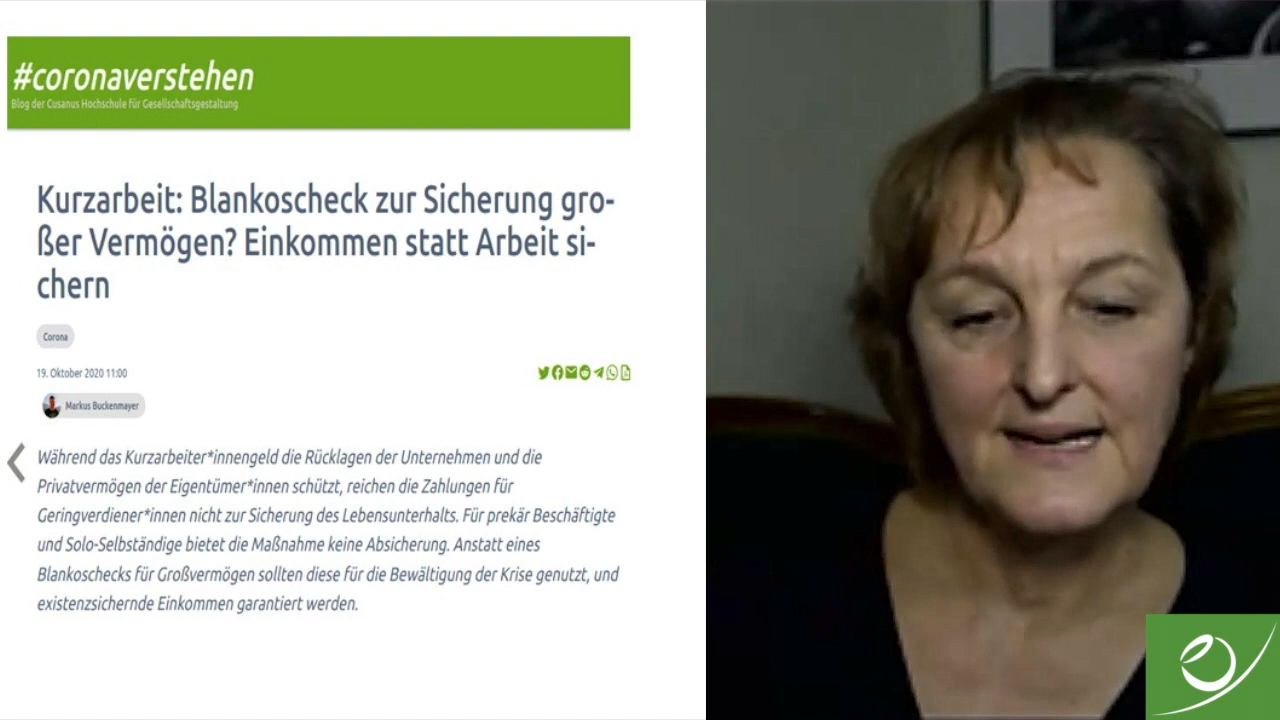 #coronaverstehen
Blog der Cusanus Hochschule für Gesellschaftsgestaltung
Kurzarbeit: Blankoscheck zur Sicherung gro-
ßer Vermögen? Einkommen statt Arbeit si-
chern
Corona
19. Oktober 2020 11:00
Markus Buckenmayer
Während das Kurzarbeiter*innengeld die Rücklagen der Unternehmen und die
Privatvermögen der Eigentümer*innen schützt, reichen die Zahlungen für
Geringverdiener*innen nicht zur Sicherung des Lebensunterhalts. Für prekär Beschäftigte
und Solo-Selbständige bietet die Maßnahme keine Absicherung. Anstatt eines
Blankoschecks für Großvermögen sollten diese für die Bewältigung der Krise genutzt, und
existenzsichernde Einkommen garantiert werden.